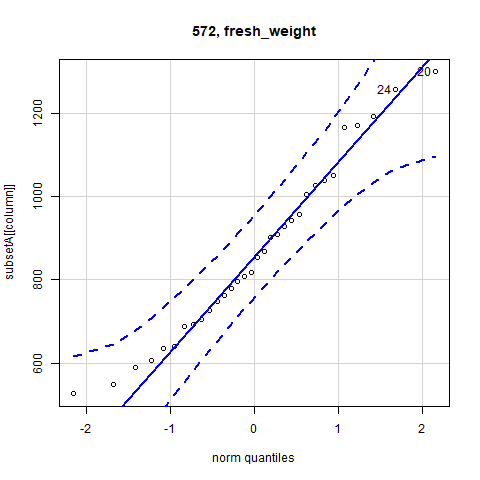 572, fresh_weight
subsetA[[column]]
1200
1000
800
600
20
24
-2 -1 0 1 2
norm quantiles